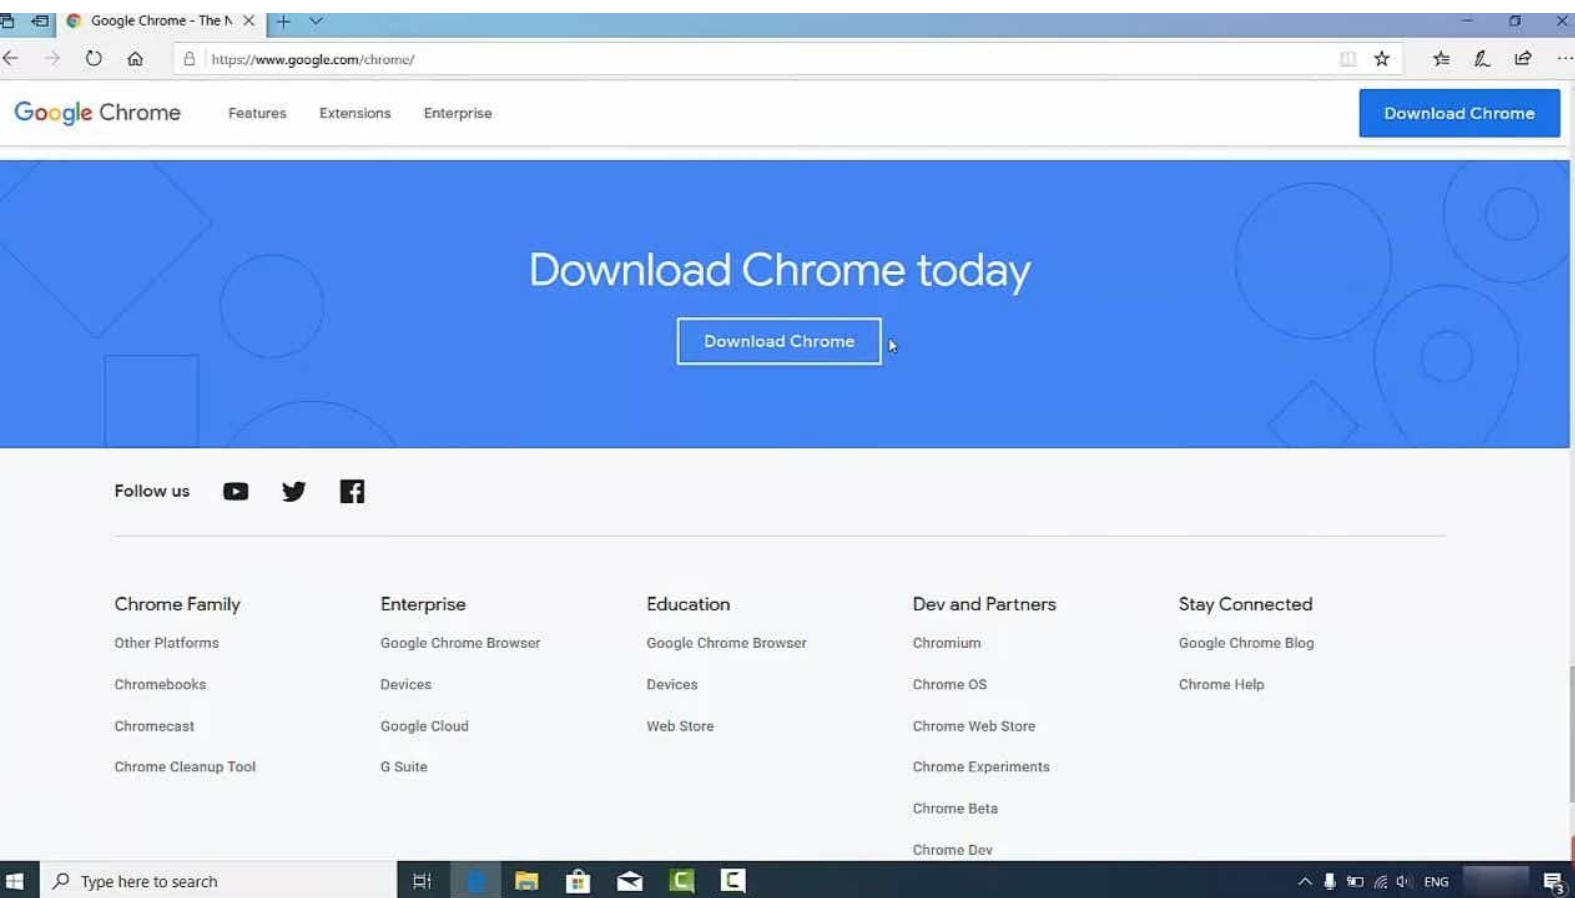 Google Chrome - The N
https://www.google.com/chrome/
Google Chrome Features Extensions Enterprise Download Chrome
Download Chrome today
Download Chrome
Follow us
Chrome Family
Other Platforms
Chromebooks
Chromecast
Chrome Cleanup Tool
Enterprise
Google Chrome Browser
Devices
Google Cloud
G Suite
Education
Google Chrome Browser
Devices
Web Store
Dev and Partners
Chromium
Chrome OS
Chrome Web Store
Chrome Experiments
Chrome Beta
Chrome Dev
Stay Connected
Google Chrome Blog
Chrome Help
Type here to search
ENG
3